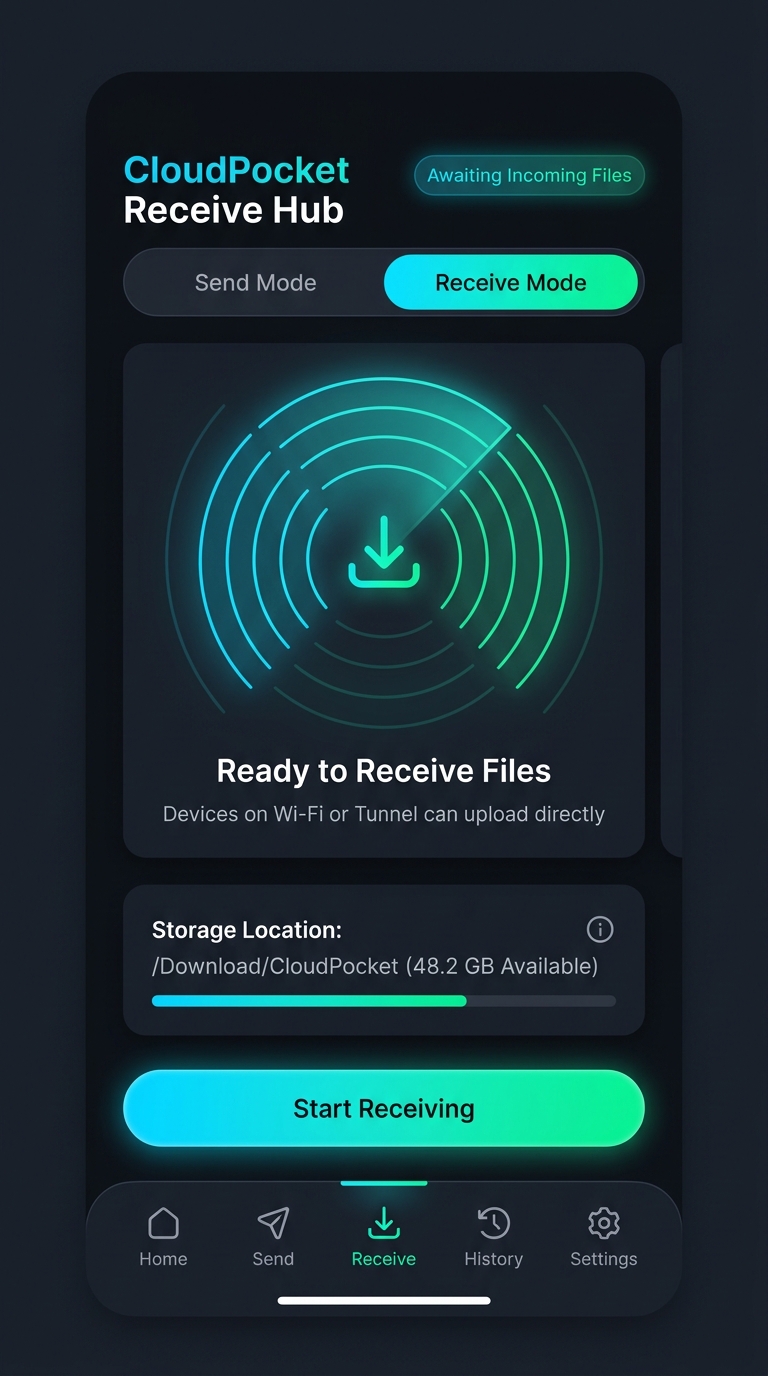 CloudPocket
Receive Hub
Awaiting Incoming Files
Send Mode
Receive Mode
Ready to Receive Files
Devices on Wi-Fi or Tunnel can upload directly
Storage Location:
/Download/CloudPocket (48.2 GB Available)
Start Receiving
Home
Send
Receive
History
Settings